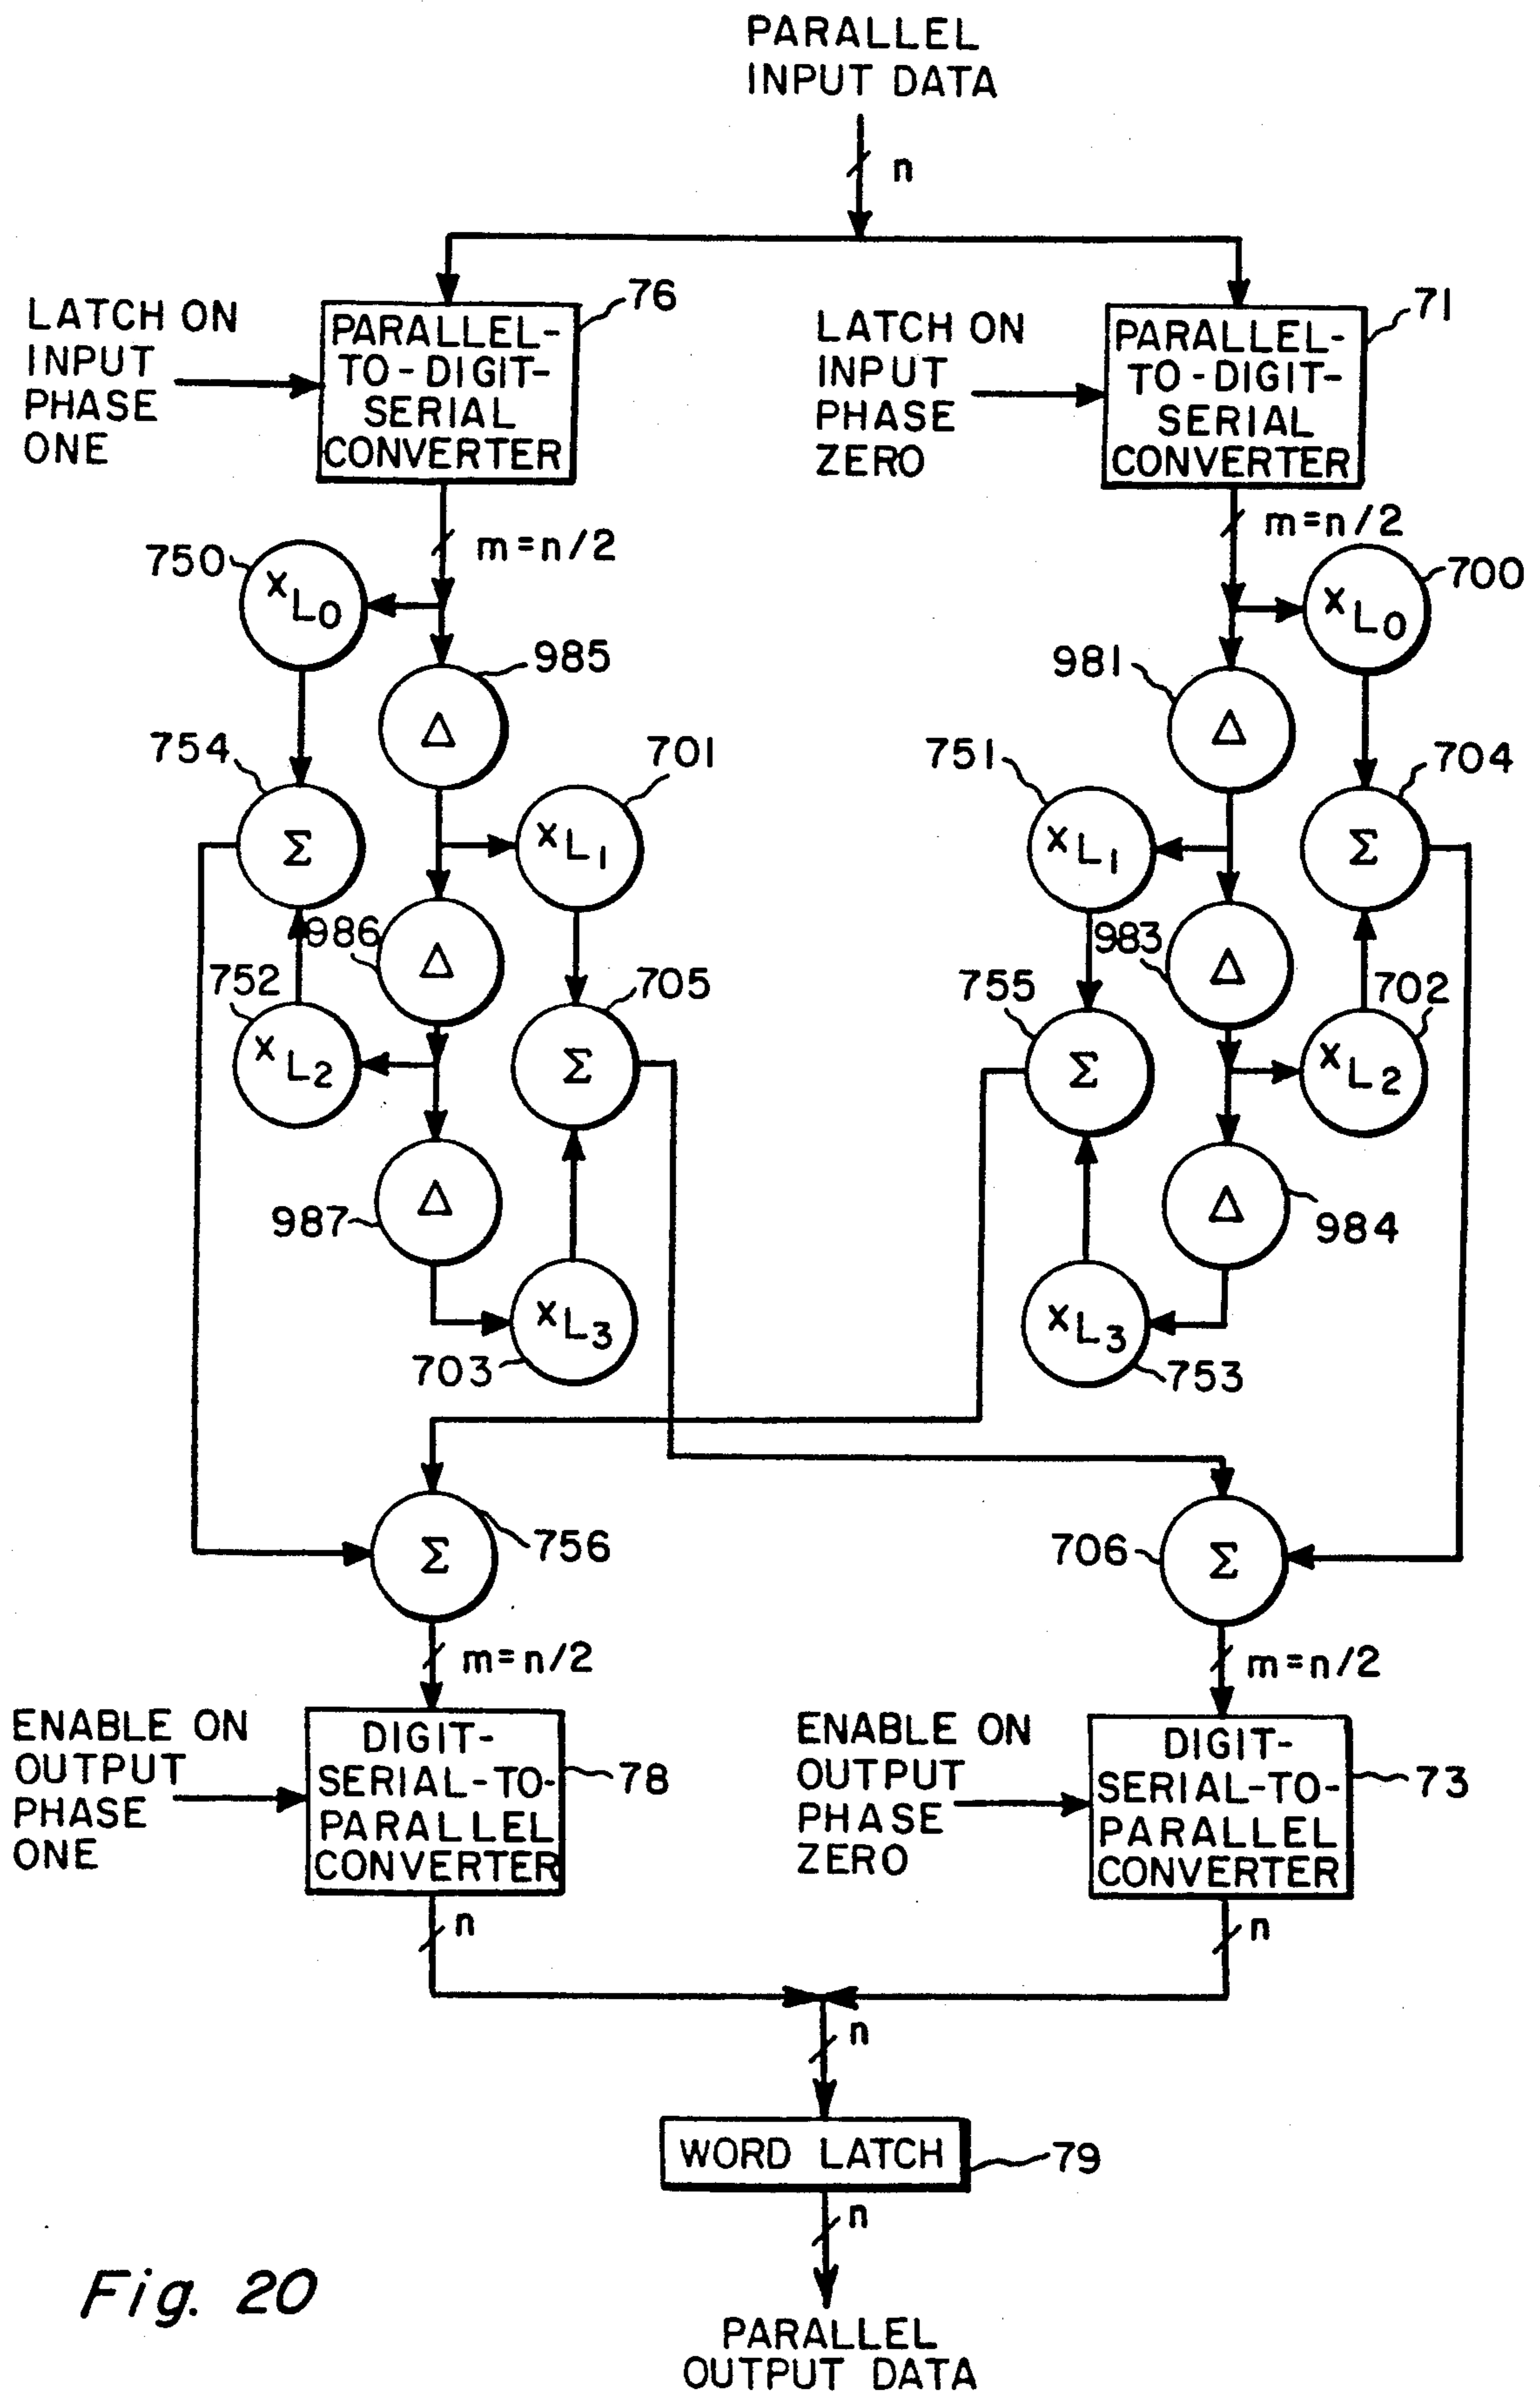 PARALLEL
INPUT DATA
n
LATCH ON
INPUT
PHASE
ONE
PARALLEL-
TO-DIGIT-
SERIAL
CONVERTER
76
LATCH ON
INPUT
PHASE
ZERO
PARALLEL-
TO-DIGIT-
SERIAL
CONVERTER
71
m=n/2
m=n/2
750
xL0
xL0
700
985
Δ
981
Δ
754
Σ
701
xL1
751
xL1
704
Σ
986
Δ
983
Δ
752
xL2
705
Σ
755
Σ
702
xL2
987
Δ
Δ
984
xL3
703
xL3
753
Σ
756
706
Σ
m=n/2
m=n/2
ENABLE ON
OUTPUT
PHASE
ONE
DIGIT-
SERIAL-TO-
PARALLEL
CONVERTER
78
ENABLE ON
OUTPUT
PHASE
ZERO
DIGIT-
SERIAL-TO-
PARALLEL
CONVERTER
73
n
n
n
WORD LATCH
79
n
PARALLEL
OUTPUT DATA
Fig. 20